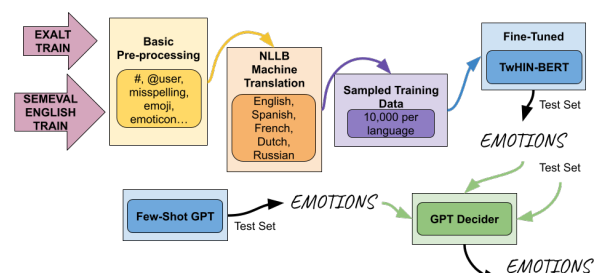 EXALT
TRAIN
SEMEVAL
ENGLISH
TRAIN
Basic
Pre-processing
#, @user,
misspelling,
emoji,
emoticon...
NLLB
Machine
Translation
English,
Spanish,
French,
Dutch,
Russian
Sampled Training
Data
10,000 per
language
Fine-Tuned
TwHIN-BERT
Test Set
EMOTIONS
Test Set
Few-Shot GPT
Test Set
EMOTIONS
GPT Decider
EMOTIONS